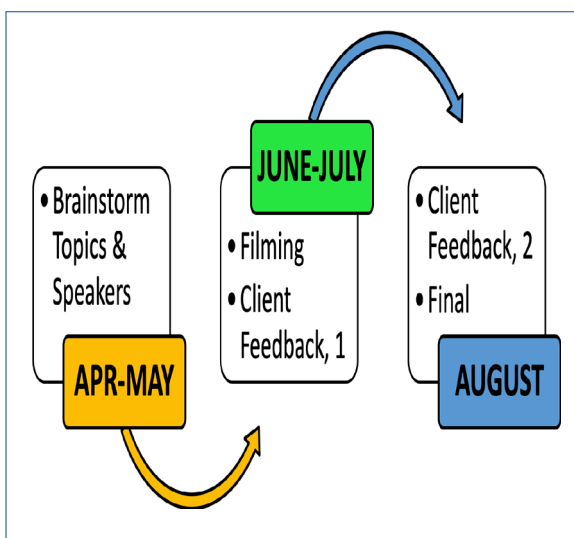 • Brainstorm
Topics &
Speakers
APR-MAY
JUNE-JULY
• Filming
• Client
Feedback, 1
• Client
Feedback, 2
• Final
AUGUST